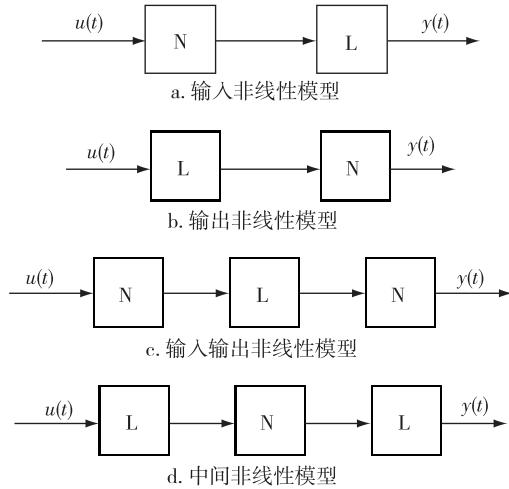 u(t) N L y(t)
a. 输入非线性模型
u(t) L N y(t)
b. 输出非线性模型
u(t) N L N y(t)
c. 输入输出非线性模型
u(t) L N L y(t)
d. 中间非线性模型